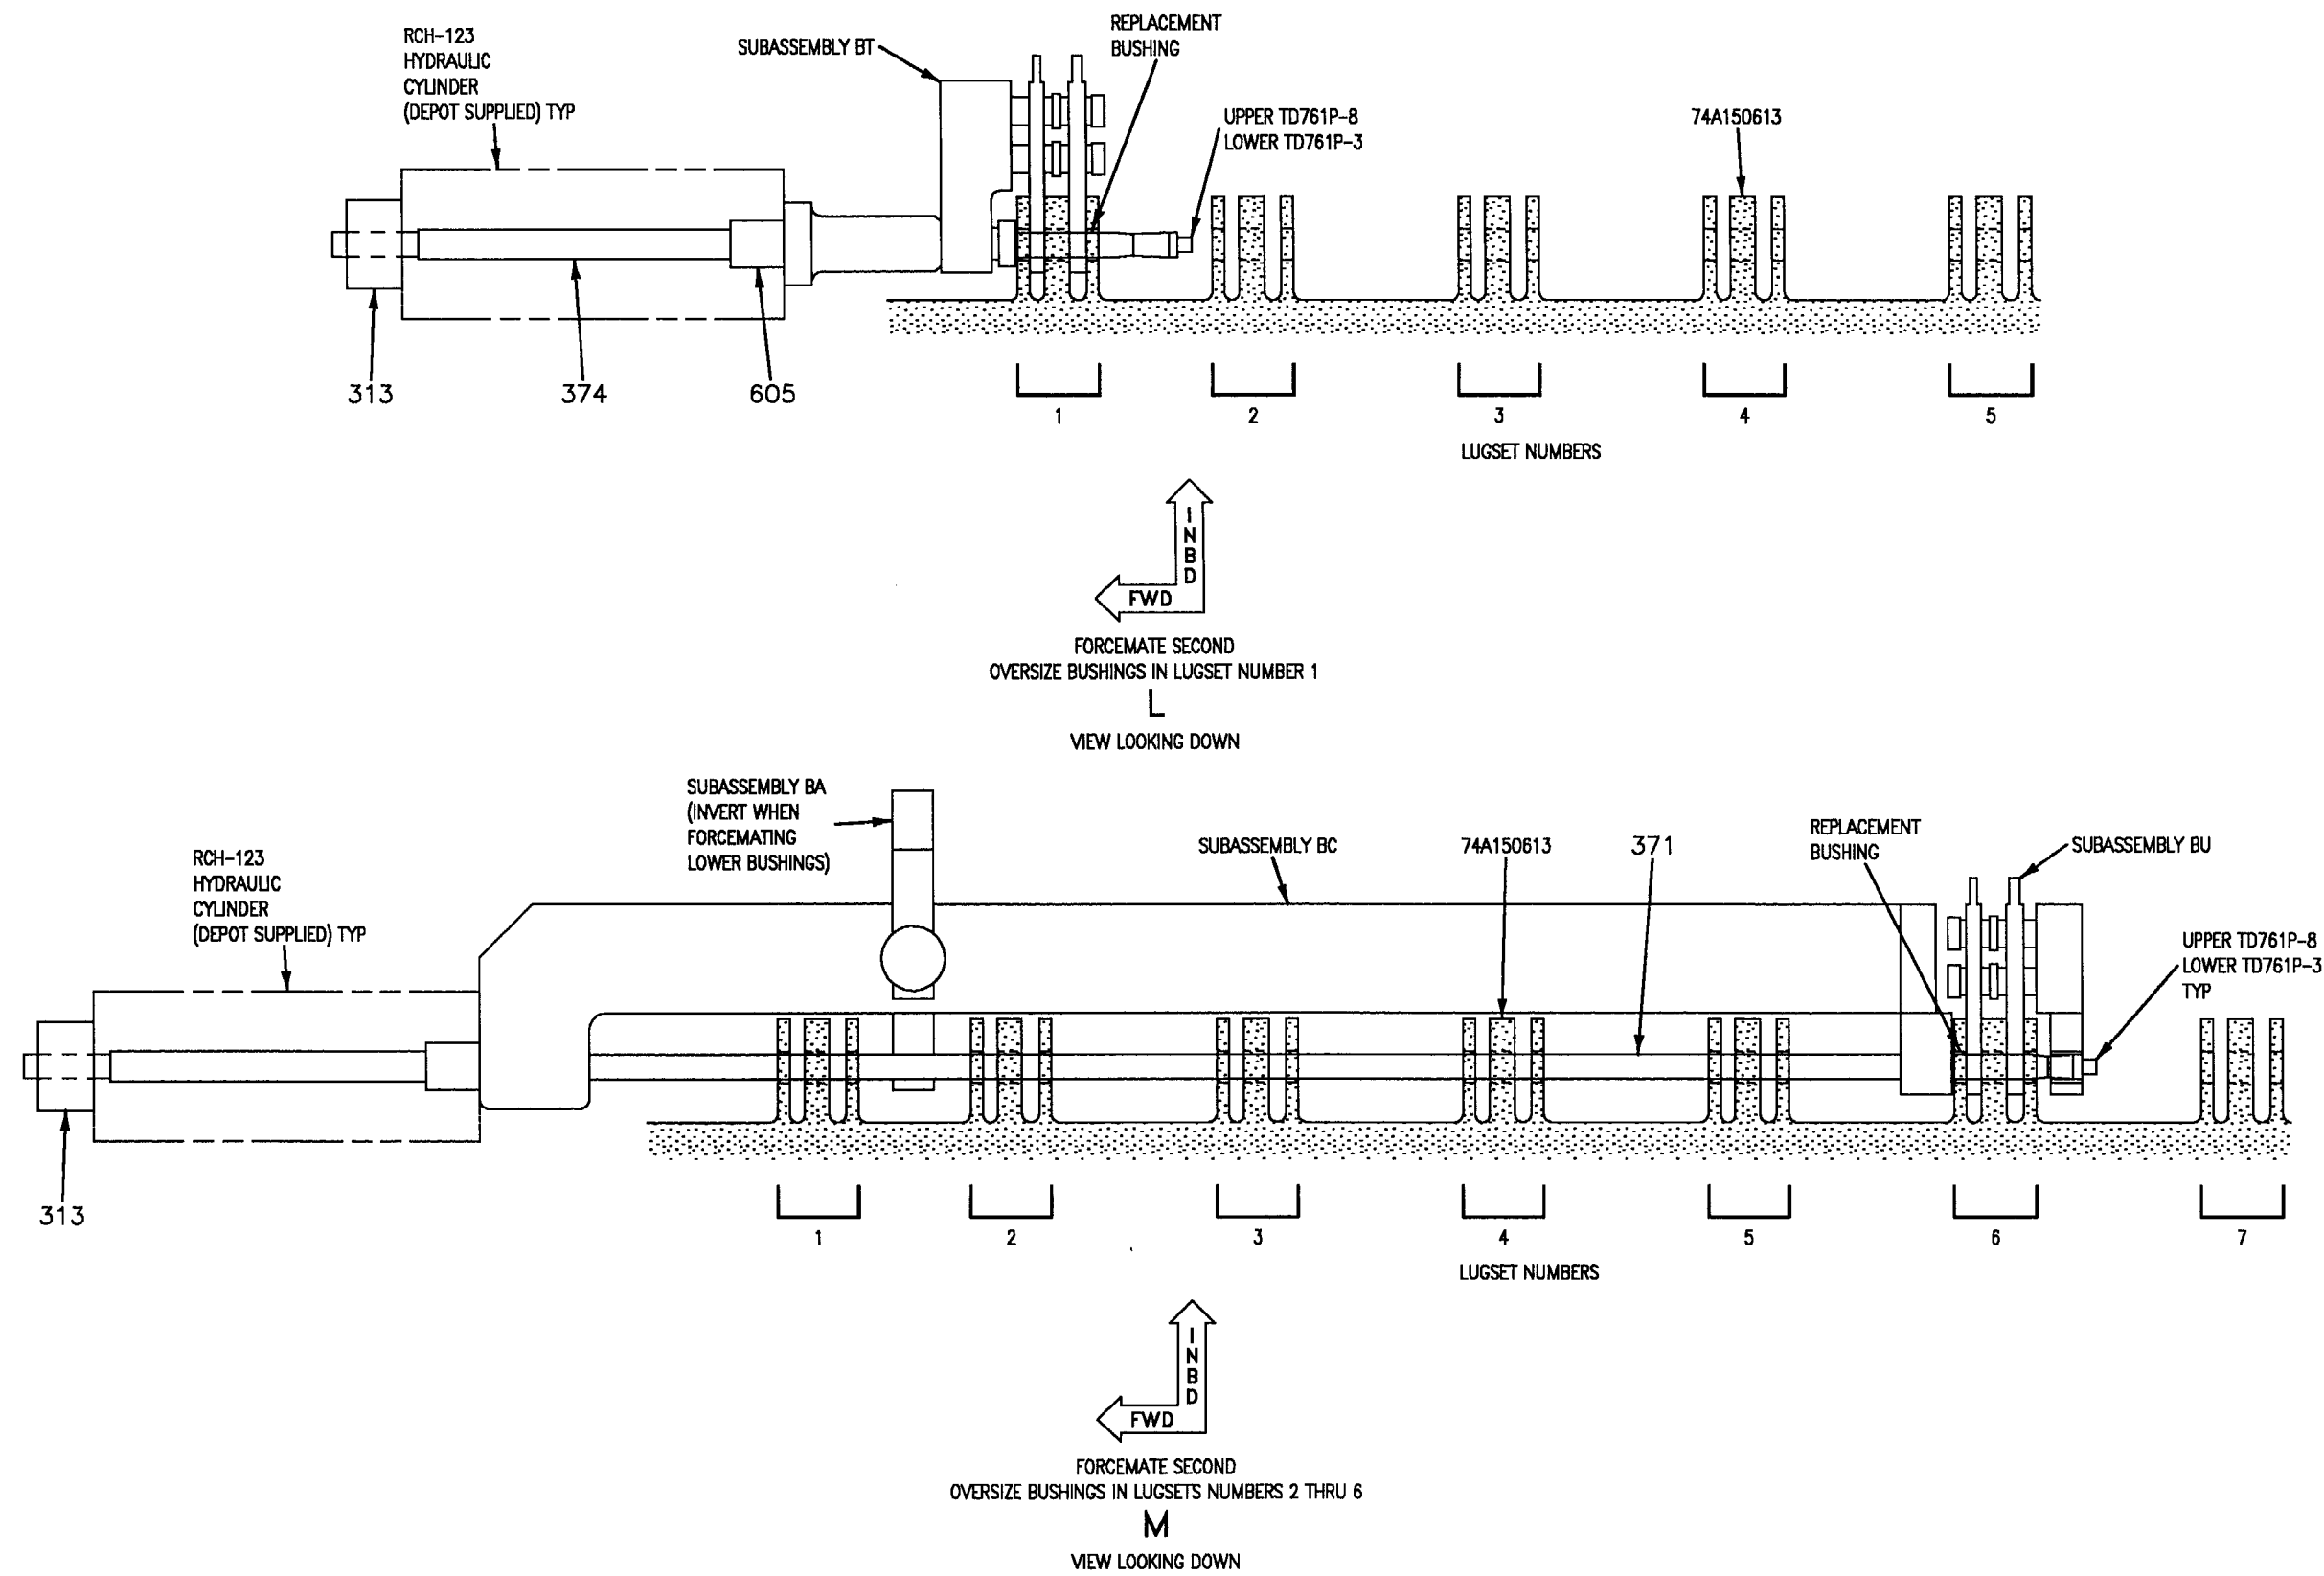 RCH-123
HYDRAULIC
CYLINDER
(DEPOT SUPPLIED) TYP
SUBASSEMBLY BT
REPLACEMENT
BUSHING
UPPER TD761P-8
LOWER TD761P-3
74A150613
313
374
605
1
2
3
4
5
LUGSET NUMBERS
INBD
FWD
FORCEMATE SECOND
OVERSIZE BUSHINGS IN LUGSET NUMBER 1
L
VIEW LOOKING DOWN
SUBASSEMBLY BA
(INVERT WHEN
FORCEMATING
LOWER BUSHINGS)
RCH-123
HYDRAULIC
CYLINDER
(DEPOT SUPPLIED) TYP
SUBASSEMBLY BC
74A150613
371
REPLACEMENT
BUSHING
SUBASSEMBLY BU
UPPER TD761P-8
LOWER TD761P-3
TYP
313
1
2
3
4
5
6
7
LUGSET NUMBERS
INBD
FWD
FORCEMATE SECOND
OVERSIZE BUSHINGS IN LUGSETS NUMBERS 2 THRU 6
M
VIEW LOOKING DOWN